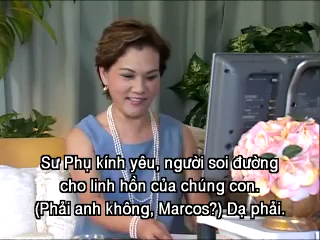 Sư Phụ kính yêu, người soi đường
cho linh hồn của chúng con.
(Phải anh không, Marcos?) Dạ phải.